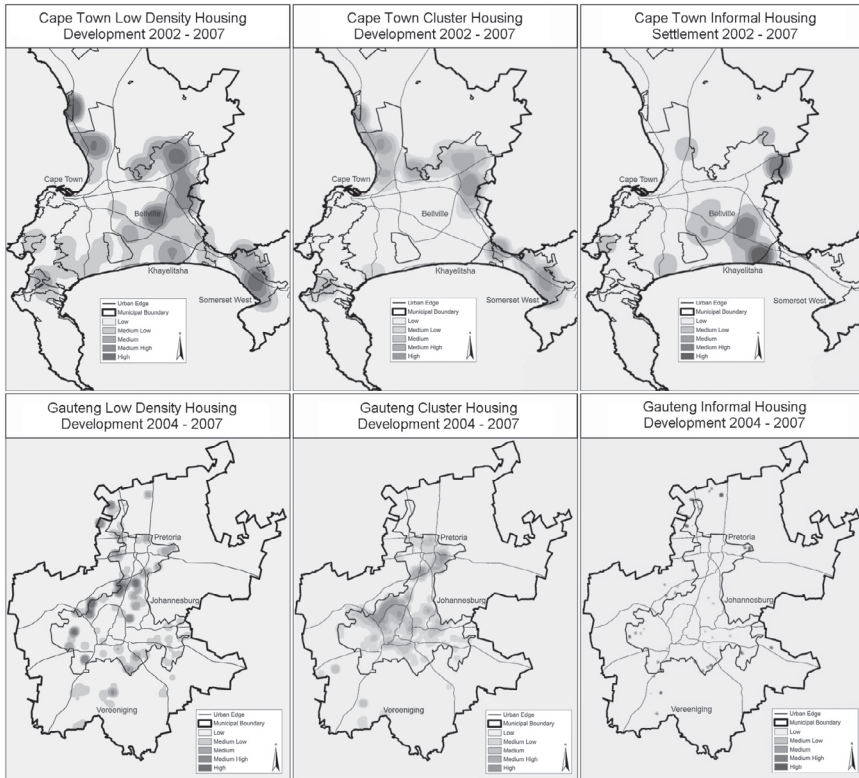 Cape Town Low Density Housing
Development 2002 - 2007
Cape Town
Bellville
Khayelitsha
Somerset West
Urban Edge
Municipal Boundary
Low
Medium Low
Medium
Medium High
High
Cape Town Cluster Housing
Development 2002 - 2007
Cape Town
Bellville
Khayelitsha
Somerset West
Urban Edge
Municipal Boundary
Low
Medium Low
Medium
Medium High
High
Cape Town Informal Housing
Settlement 2002 - 2007
Cape Town
Bellville
Khayelitsha
Somerset West
Urban Edge
Municipal Boundary
Low
Medium Low
Medium
Medium High
High
Gauteng Low Density Housing
Development 2004 - 2007
Pretoria
Johannesburg
Vereeniging
Urban Edge
Municipal Boundary
Low
Medium Low
Medium
Medium High
High
Gauteng Cluster Housing
Development 2004 - 2007
Pretoria
Johannesburg
Vereeniging
Urban Edge
Municipal Boundary
Low
Medium Low
Medium
Medium High
High
Gauteng Informal Housing
Development 2004 - 2007
Pretoria
Johannesburg
Vereeniging
Urban Edge
Municipal Boundary
Low
Medium Low
Medium
Medium High
High